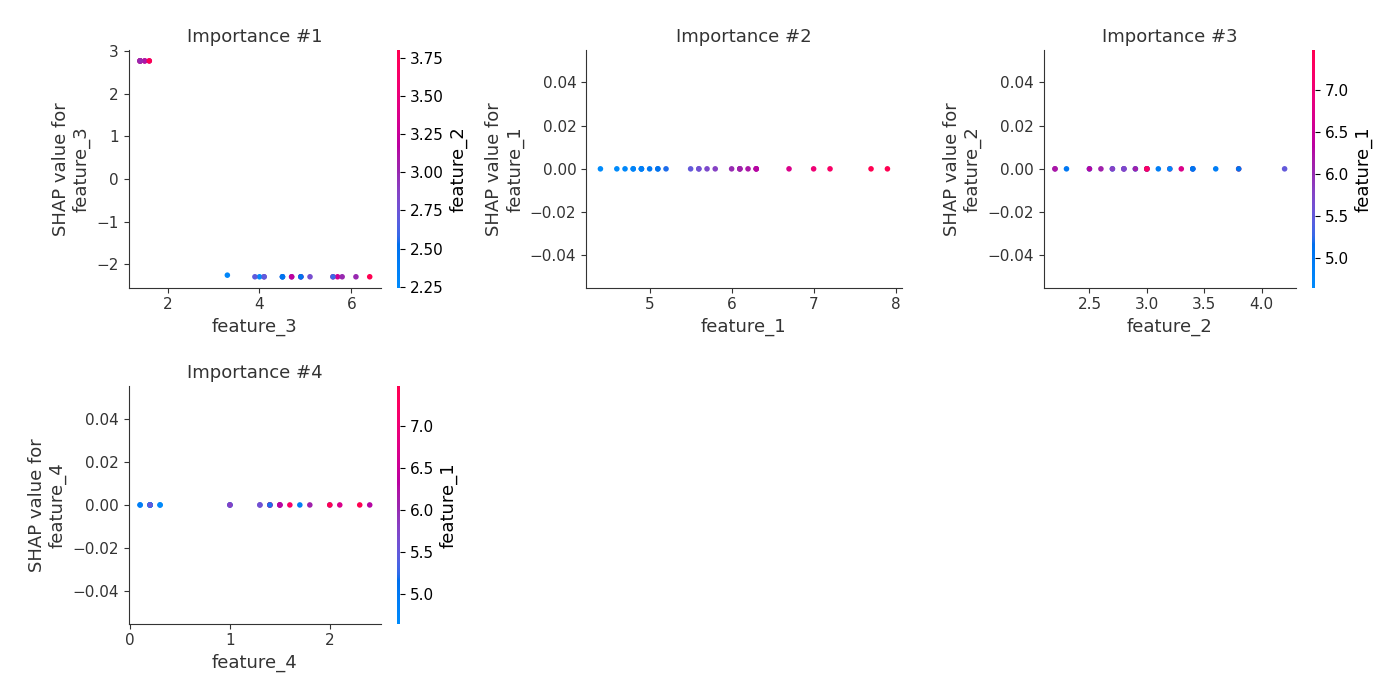 Importance #1
3
2
1
0
−1
−2
SHAP value for
feature_3
2
4
6
feature_3
3.75
3.50
3.25
3.00
2.75
2.50
2.25
feature_2
Importance #2
0.04
0.02
0.00
−0.02
−0.04
SHAP value for
feature_1
5
6
7
8
feature_1
Importance #3
0.04
0.02
0.00
−0.02
−0.04
SHAP value for
feature_2
2.5
3.0
3.5
4.0
feature_2
7.0
6.5
6.0
5.5
5.0
feature_1
Importance #4
0.04
0.02
0.00
−0.02
−0.04
SHAP value for
feature_4
0
1
2
feature_4
7.0
6.5
6.0
5.5
5.0
feature_1